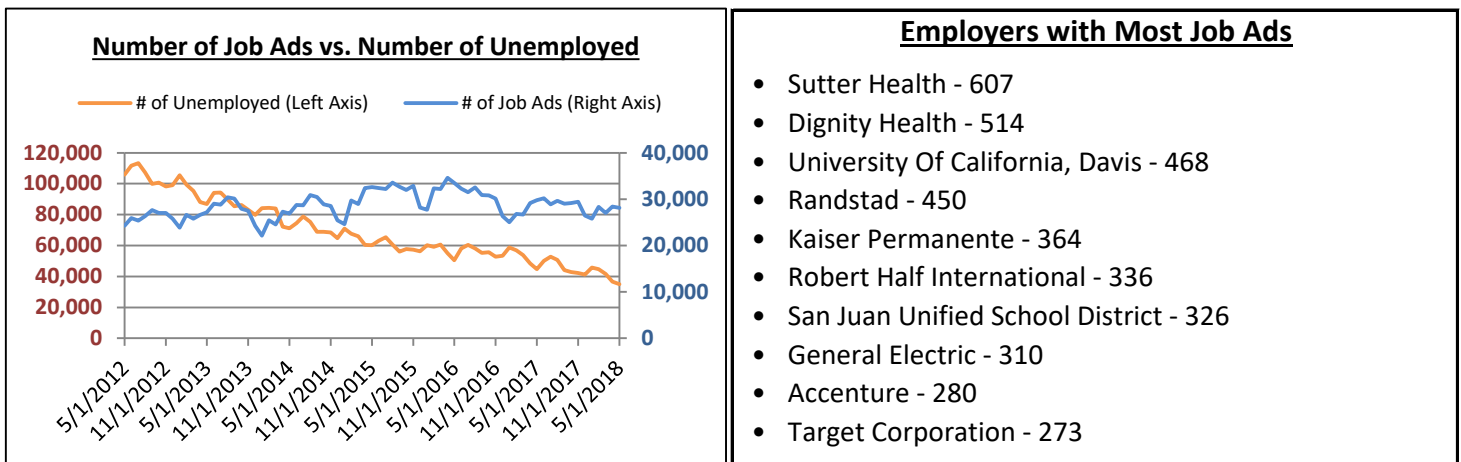 Number of Job Ads vs. Number of Unemployed
# of Unemployed (Left Axis) # of Job Ads (Right Axis)
120,000
100,000
80,000
60,000
40,000
20,000
0
40,000
30,000
20,000
10,000
0
5/1/2012
11/1/2012
5/1/2013
11/1/2013
5/1/2014
11/1/2014
5/1/2015
11/1/2015
5/1/2016
11/1/2016
5/1/2017
11/1/2017
5/1/2018
Employers with Most Job Ads
• Sutter Health - 607
• Dignity Health - 514
• University Of California, Davis - 468
• Randstad - 450
• Kaiser Permanente - 364
• Robert Half International - 336
• San Juan Unified School District - 326
• General Electric - 310
• Accenture - 280
• Target Corporation - 273